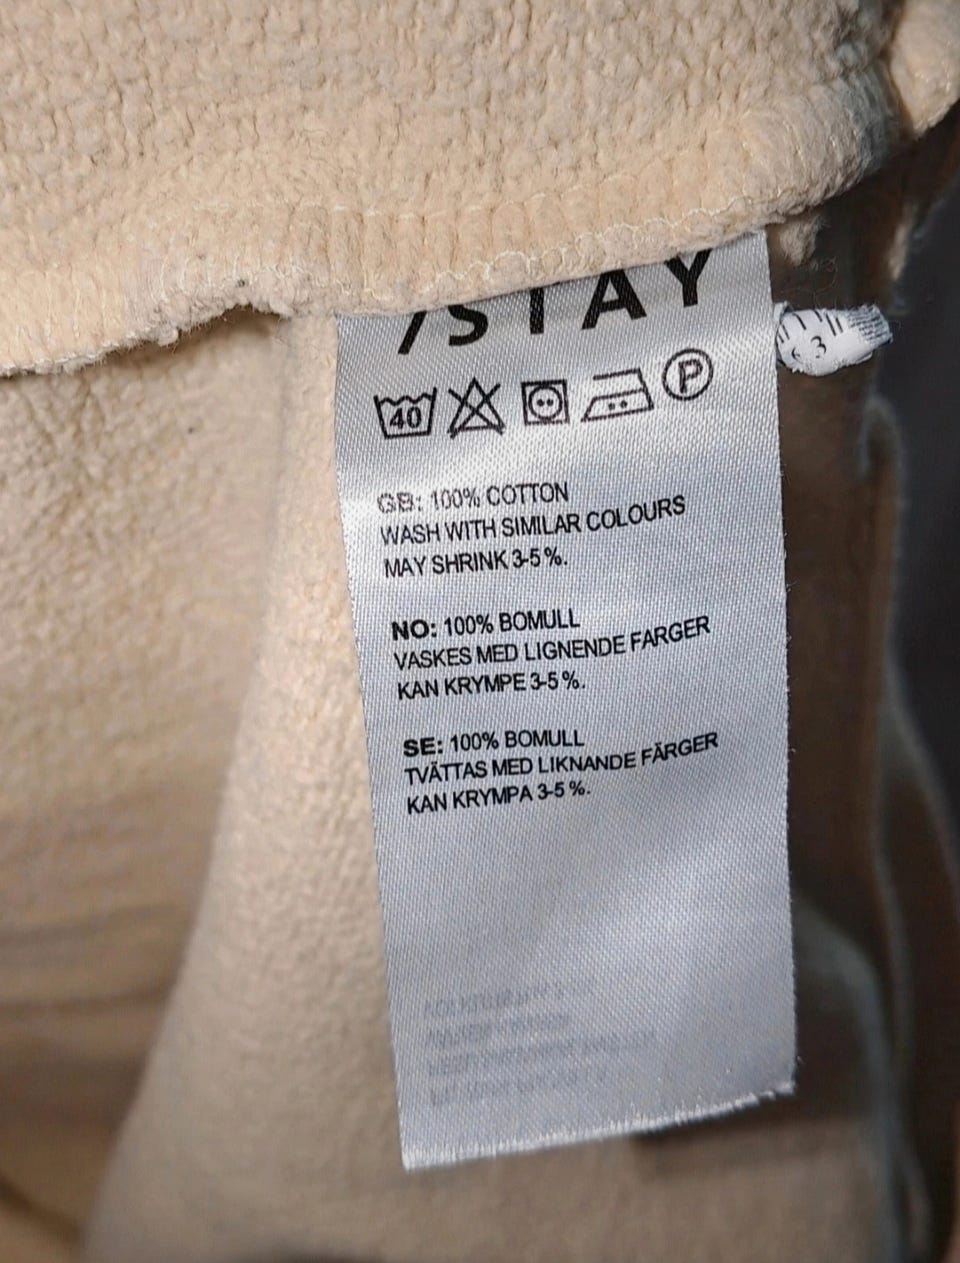 /STAY
40
P
3
GB: 100% COTTON
WASH WITH SIMILAR COLOURS
MAY SHRINK 3-5%.
NO: 100% BOMULL
VASKES MED LIGNENDE FARGER
KAN KRYMPE 3-5%.
SE: 100% BOMULL
TVÄTTAS MED LIKNANDE FÄRGER
KAN KRYMPA 3-5%.